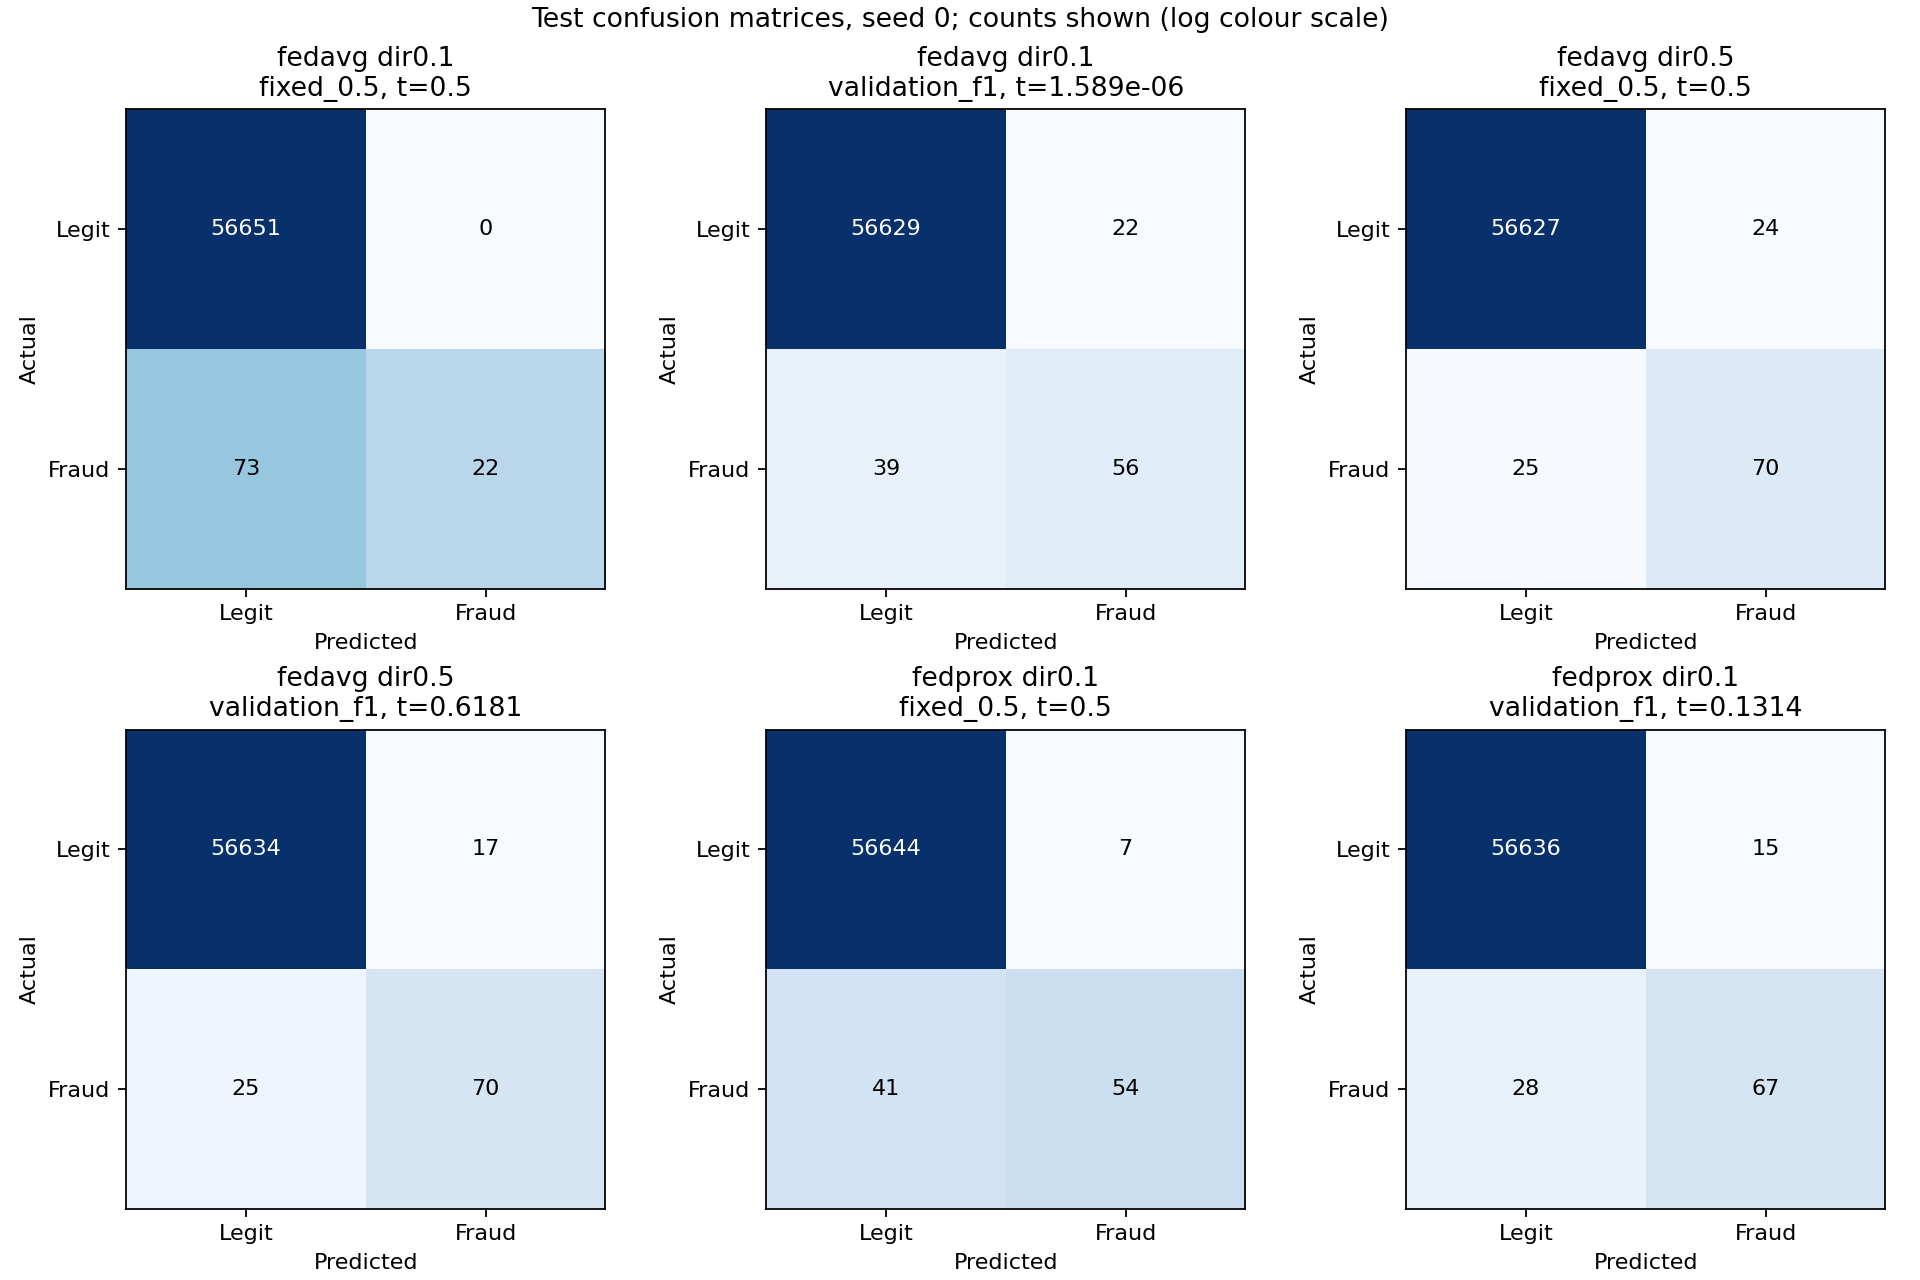 Test confusion matrices, seed 0; counts shown (log colour scale)
fedavg dir0.1
fixed_0.5, t=0.5
Actual
Legit
56651
0
Fraud
73
22
Legit
Fraud
Predicted
fedavg dir0.1
validation_f1, t=1.589e-06
Actual
Legit
56629
22
Fraud
39
56
Legit
Fraud
Predicted
fedavg dir0.5
fixed_0.5, t=0.5
Actual
Legit
56627
24
Fraud
25
70
Legit
Fraud
Predicted
fedavg dir0.5
validation_f1, t=0.6181
Actual
Legit
56634
17
Fraud
25
70
Legit
Fraud
Predicted
fedprox dir0.1
fixed_0.5, t=0.5
Actual
Legit
56644
7
Fraud
41
54
Legit
Fraud
Predicted
fedprox dir0.1
validation_f1, t=0.1314
Actual
Legit
56636
15
Fraud
28
67
Legit
Fraud
Predicted